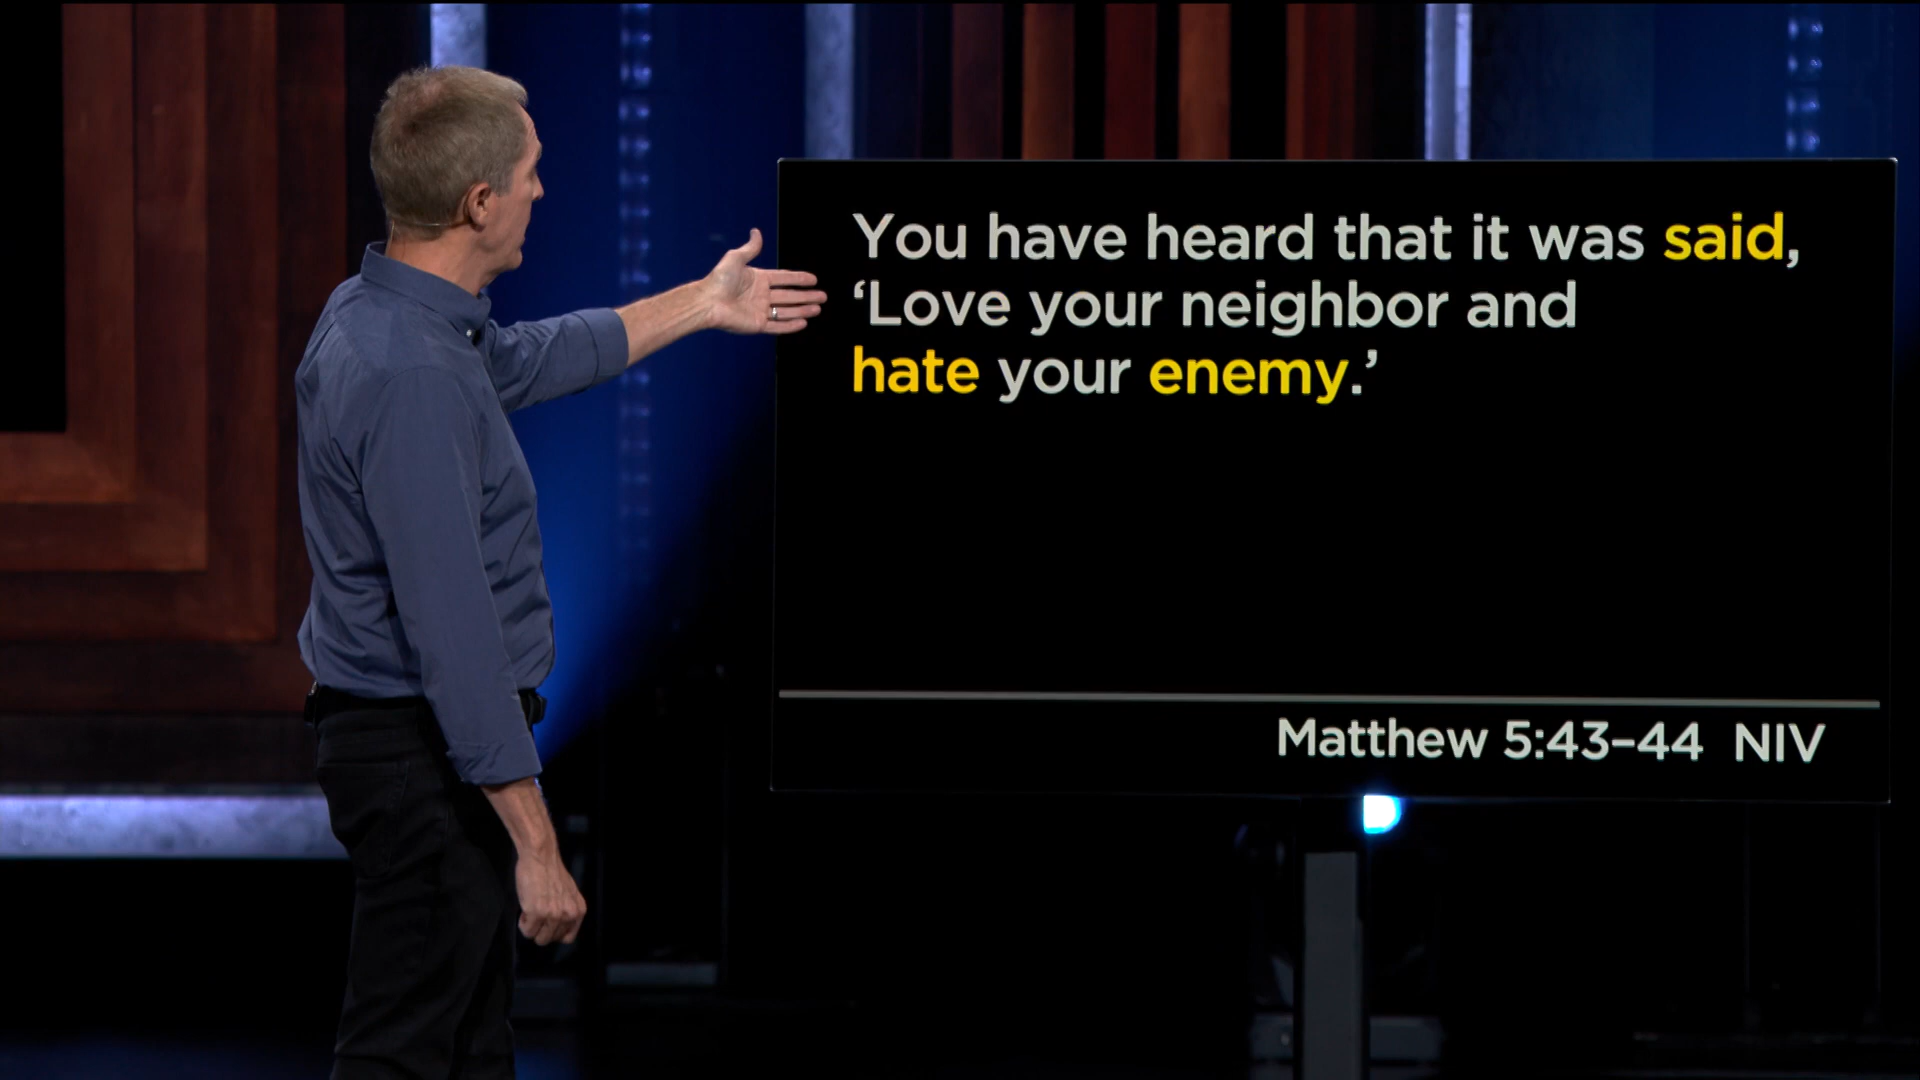 You have heard that it was said,
‘Love your neighbor and
hate your enemy.’
Matthew 5:43–44 NIV